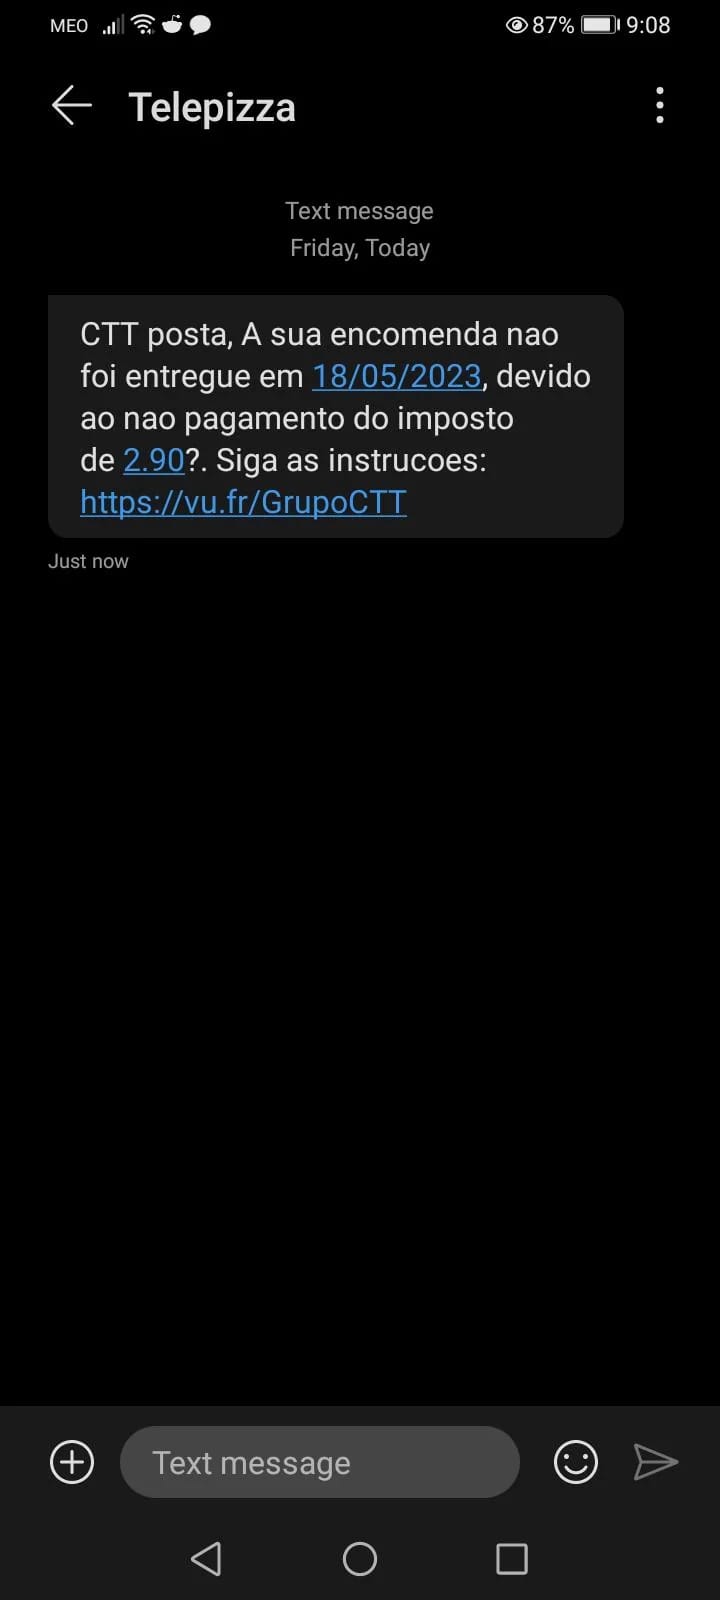 MEO 87% 9:08
Telepizza
Text message
Friday, Today
CTT posta, A sua encomenda nao
foi entregue em 18/05/2023, devido
ao nao pagamento do imposto
de 2.90?. Siga as instrucoes:
https://vu.fr/GrupoCTT
Just now
Text message